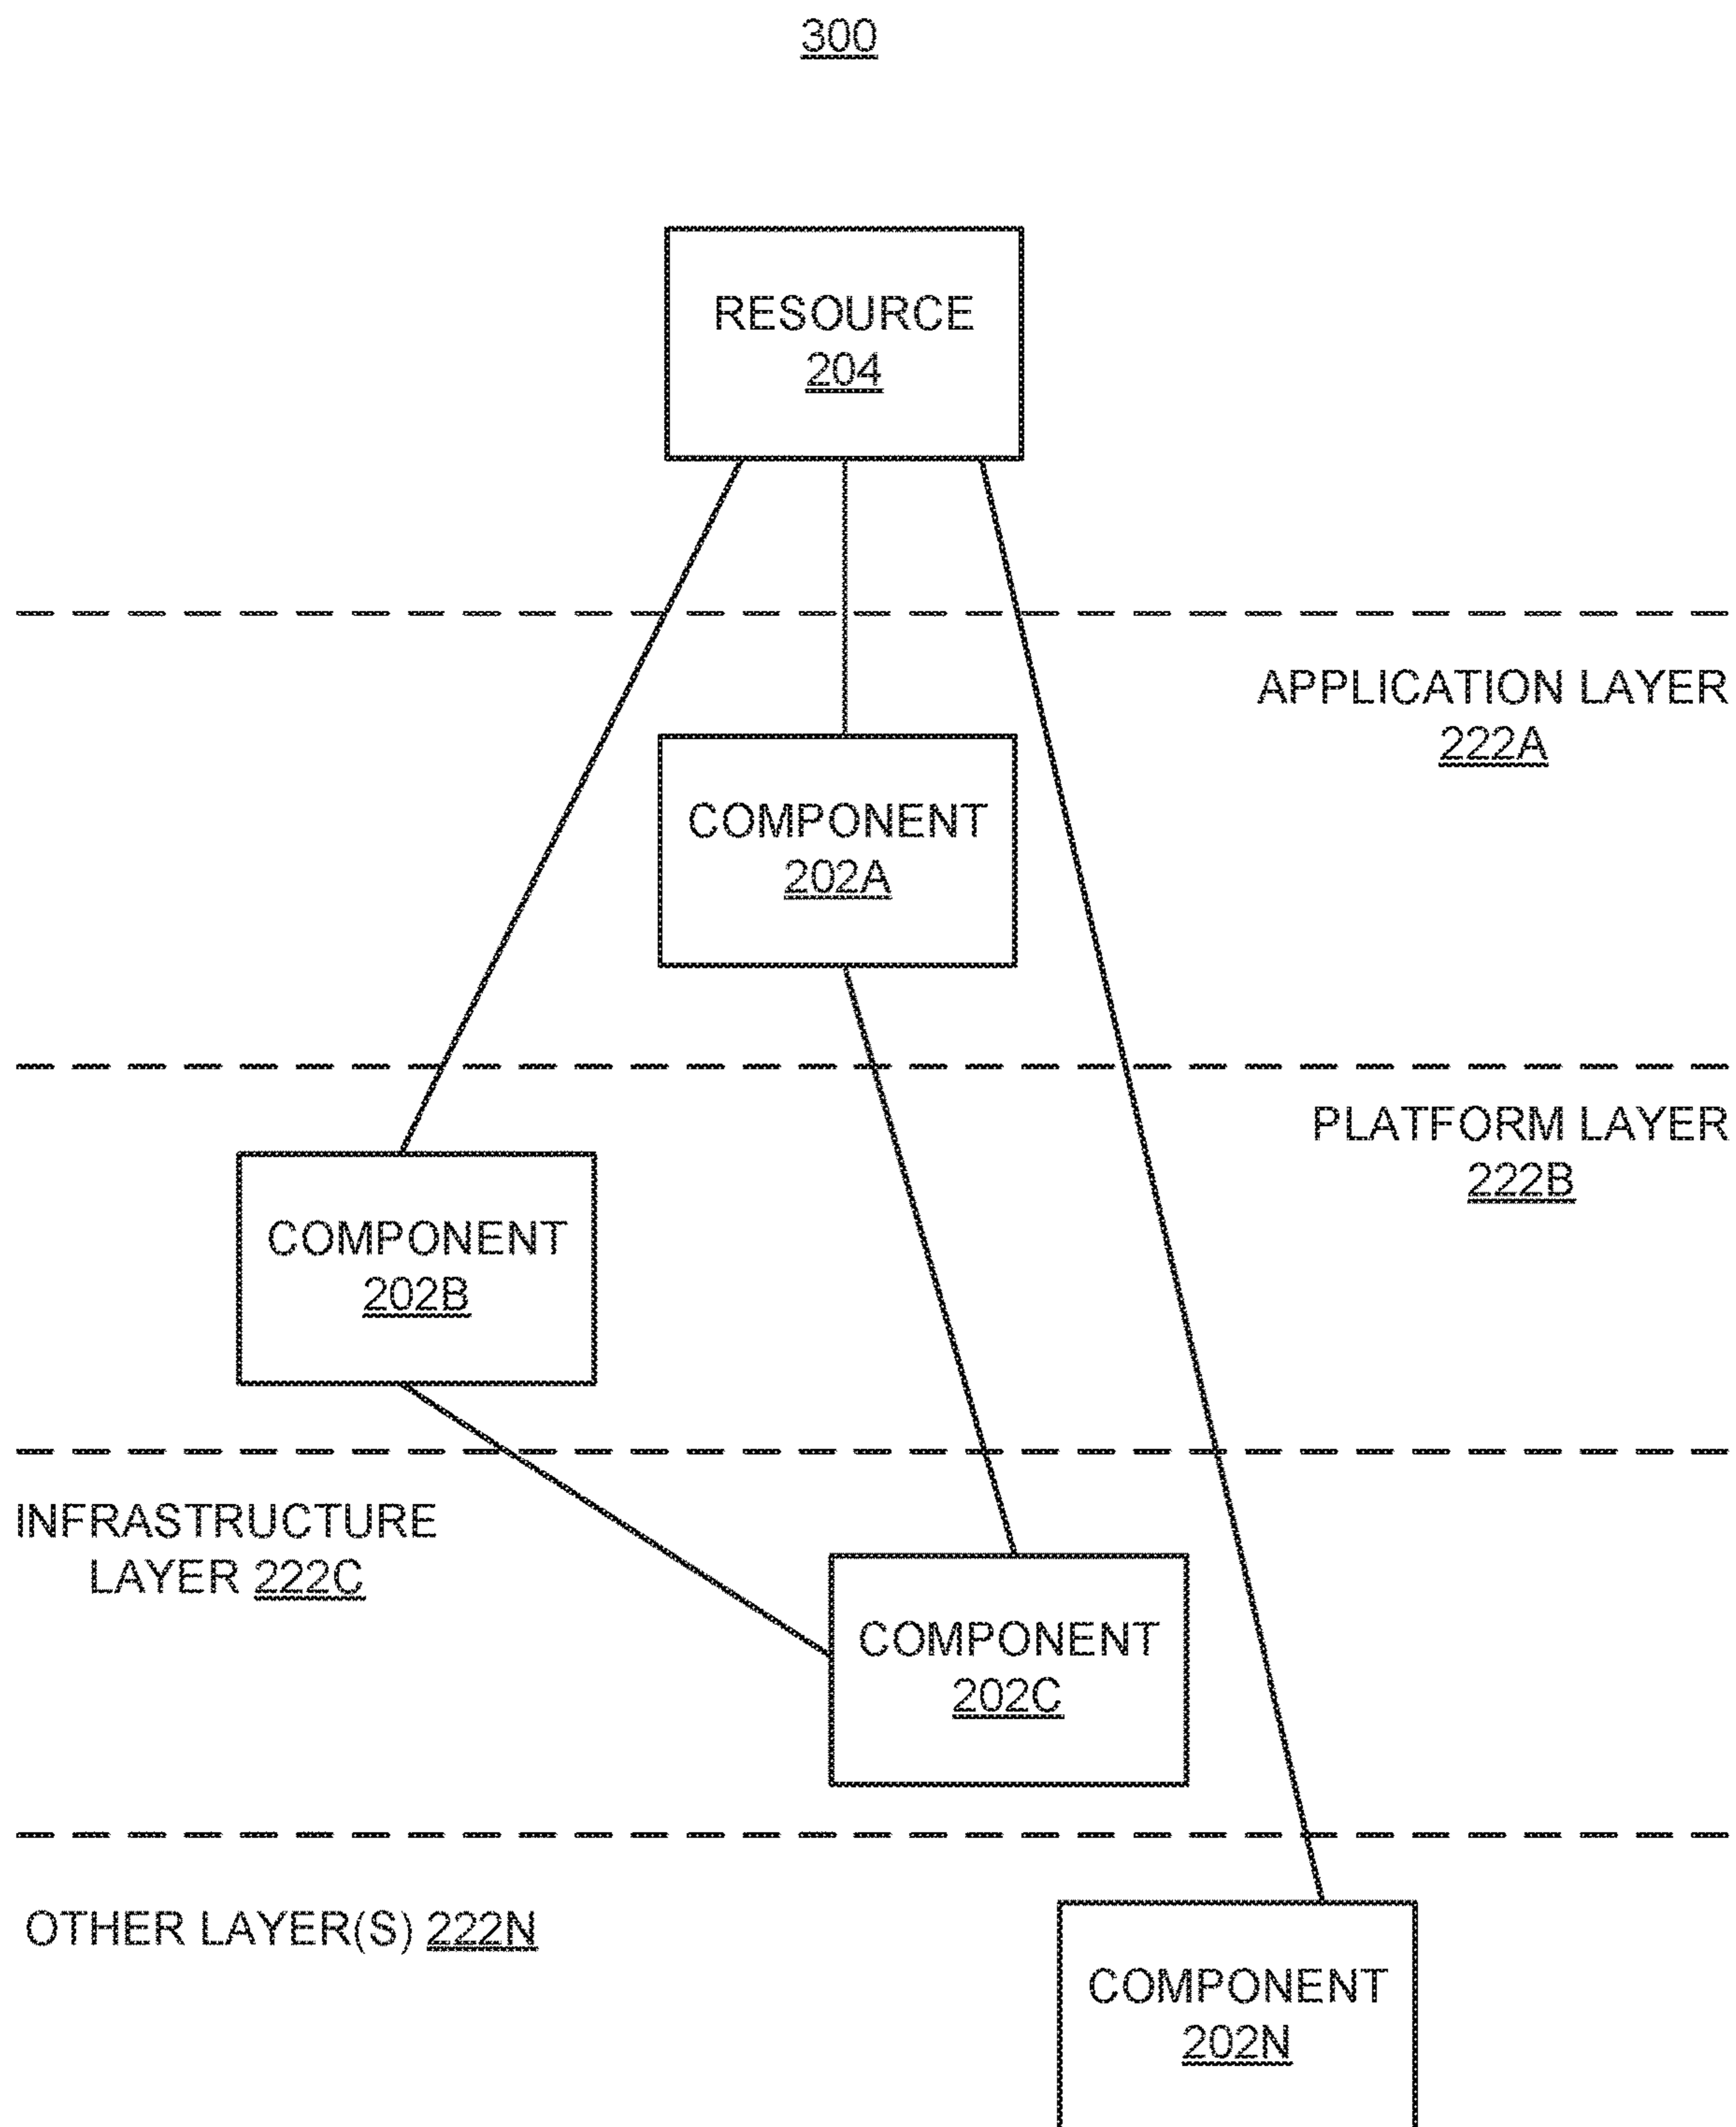 300
RESOURCE
204
APPLICATION LAYER
222A
COMPONENT
202A
PLATFORM LAYER
222B
COMPONENT
202B
INFRASTRUCTURE
LAYER 222C
COMPONENT
202C
OTHER LAYER(S) 222N
COMPONENT
202N